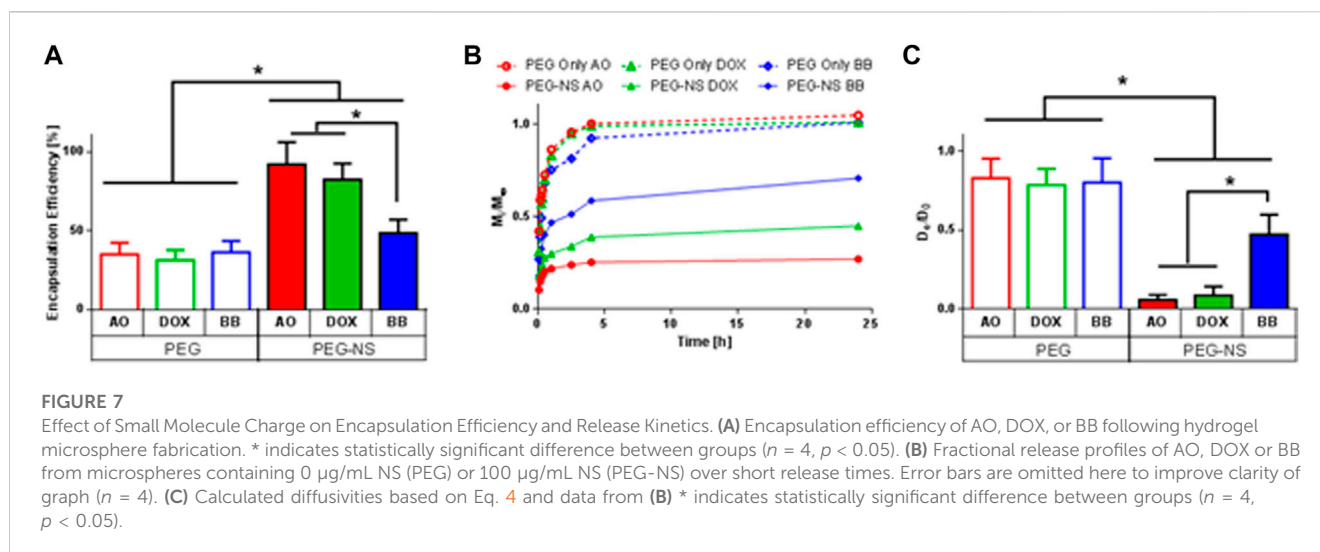 A
*
*
Encapsulation Efficiency [%]
100
50
0
AO DOX BB AO DOX BB
PEG PEG-NS
B
PEG Only AO PEG Only DOX PEG Only BB
PEG-NS AO PEG-NS DOX PEG-NS BB
Mt/M∞
1.0
0.5
0.0
0 5 10 15 20 25
Time [h]
C
*
*
De/D0
1.0
0.5
0.0
AO DOX BB AO DOX BB
PEG PEG-NS
FIGURE 7
Effect of Small Molecule Charge on Encapsulation Efficiency and Release Kinetics. (A) Encapsulation efficiency of AO, DOX, or BB following hydrogel
microsphere fabrication. * indicates statistically significant difference between groups (n = 4, p < 0.05). (B) Fractional release profiles of AO, DOX or BB
from microspheres containing 0 µg/mL NS (PEG) or 100 µg/mL NS (PEG-NS) over short release times. Error bars are omitted here to improve clarity of
graph (n = 4). (C) Calculated diffusivities based on Eq. 4 and data from (B) * indicates statistically significant difference between groups (n = 4,
p < 0.05).